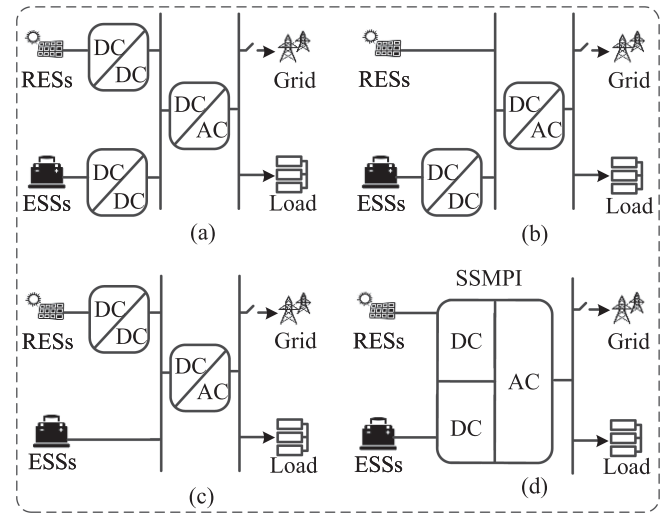 DC
DC
RESs
DC
AC
Grid
DC
DC
ESSs
Load
(a)
RESs
DC
AC
Grid
DC
DC
ESSs
Load
(b)
DC
DC
RESs
DC
AC
Grid
ESSs
Load
(c)
SSMPI
RESs
DC
AC
DC
Grid
ESSs
Load
(d)